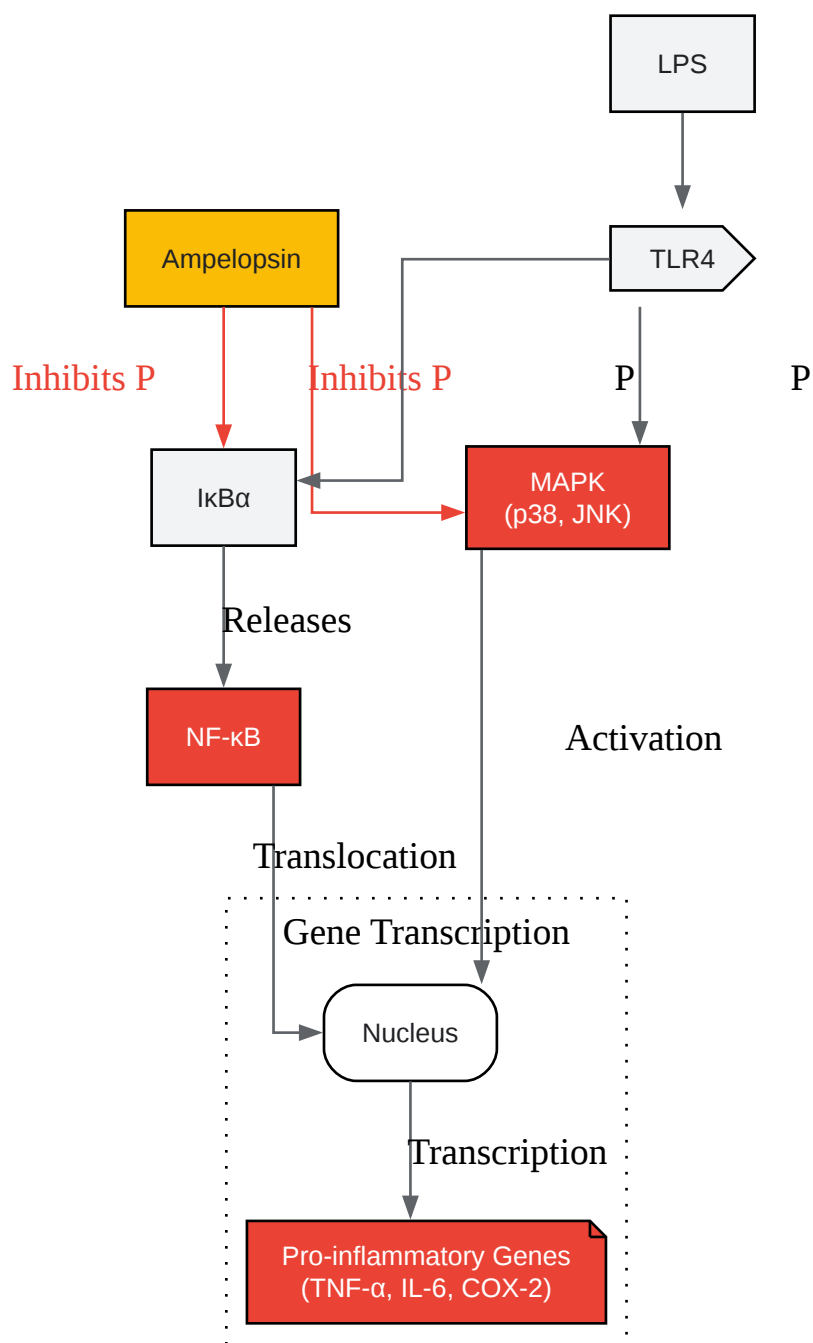 LPS
Ampelopsin
TLR4
Inhibits P
Inhibits P
P
P
IκBα
MAPK
(p38, JNK)
Releases
NF-κB
Activation
Translocation
Gene Transcription
Nucleus
Transcription
Pro-inflammatory Genes
(TNF-α, IL-6, COX-2)